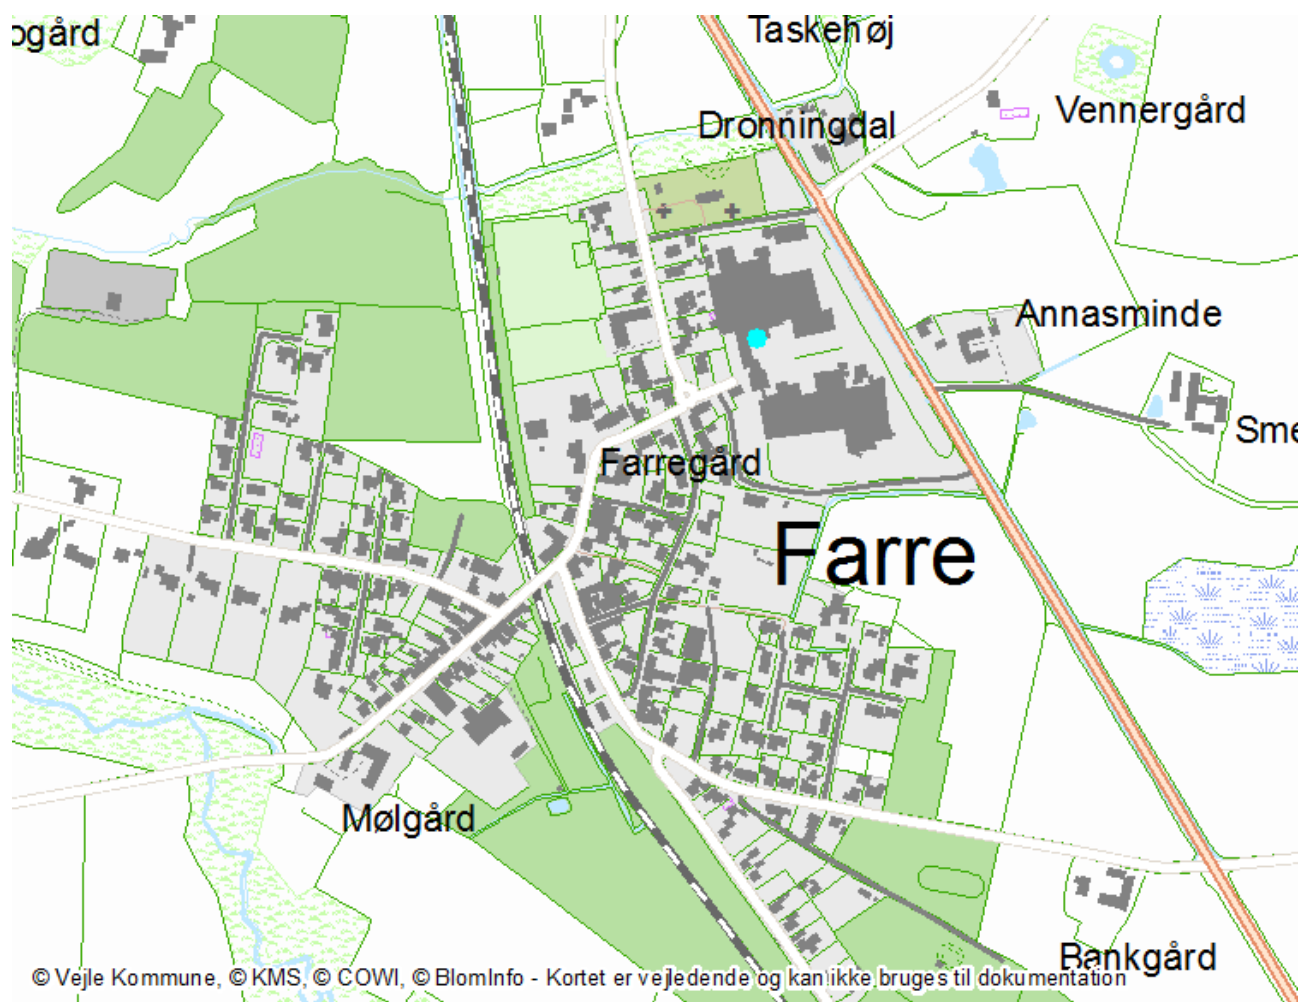 ogård
Taskehøj
Dronningdal
Vennergård
Annasminde
Sme
Farregård
Farre
Mølgård
Bankgård
© Vejle Kommune, © KMS, © COWI, © BlomInfo - Kortet er vejledende og kan ikke bruges til dokumentation